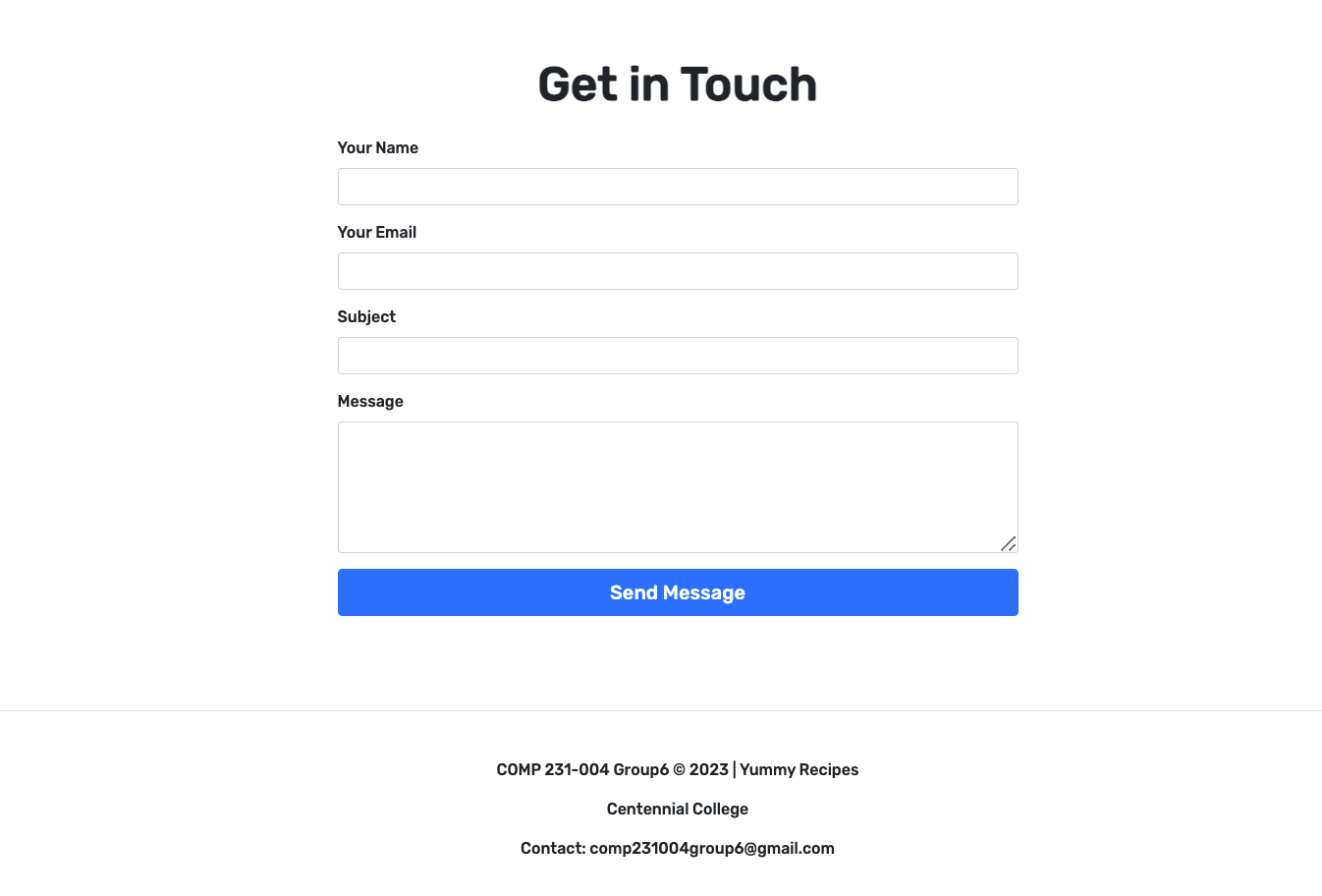 Get in Touch
Your Name
Your Email
Subject
Message
Send Message
COMP 231-004 Group6 © 2023 | Yummy Recipes
Centennial College
Contact: comp231004group6@gmail.com